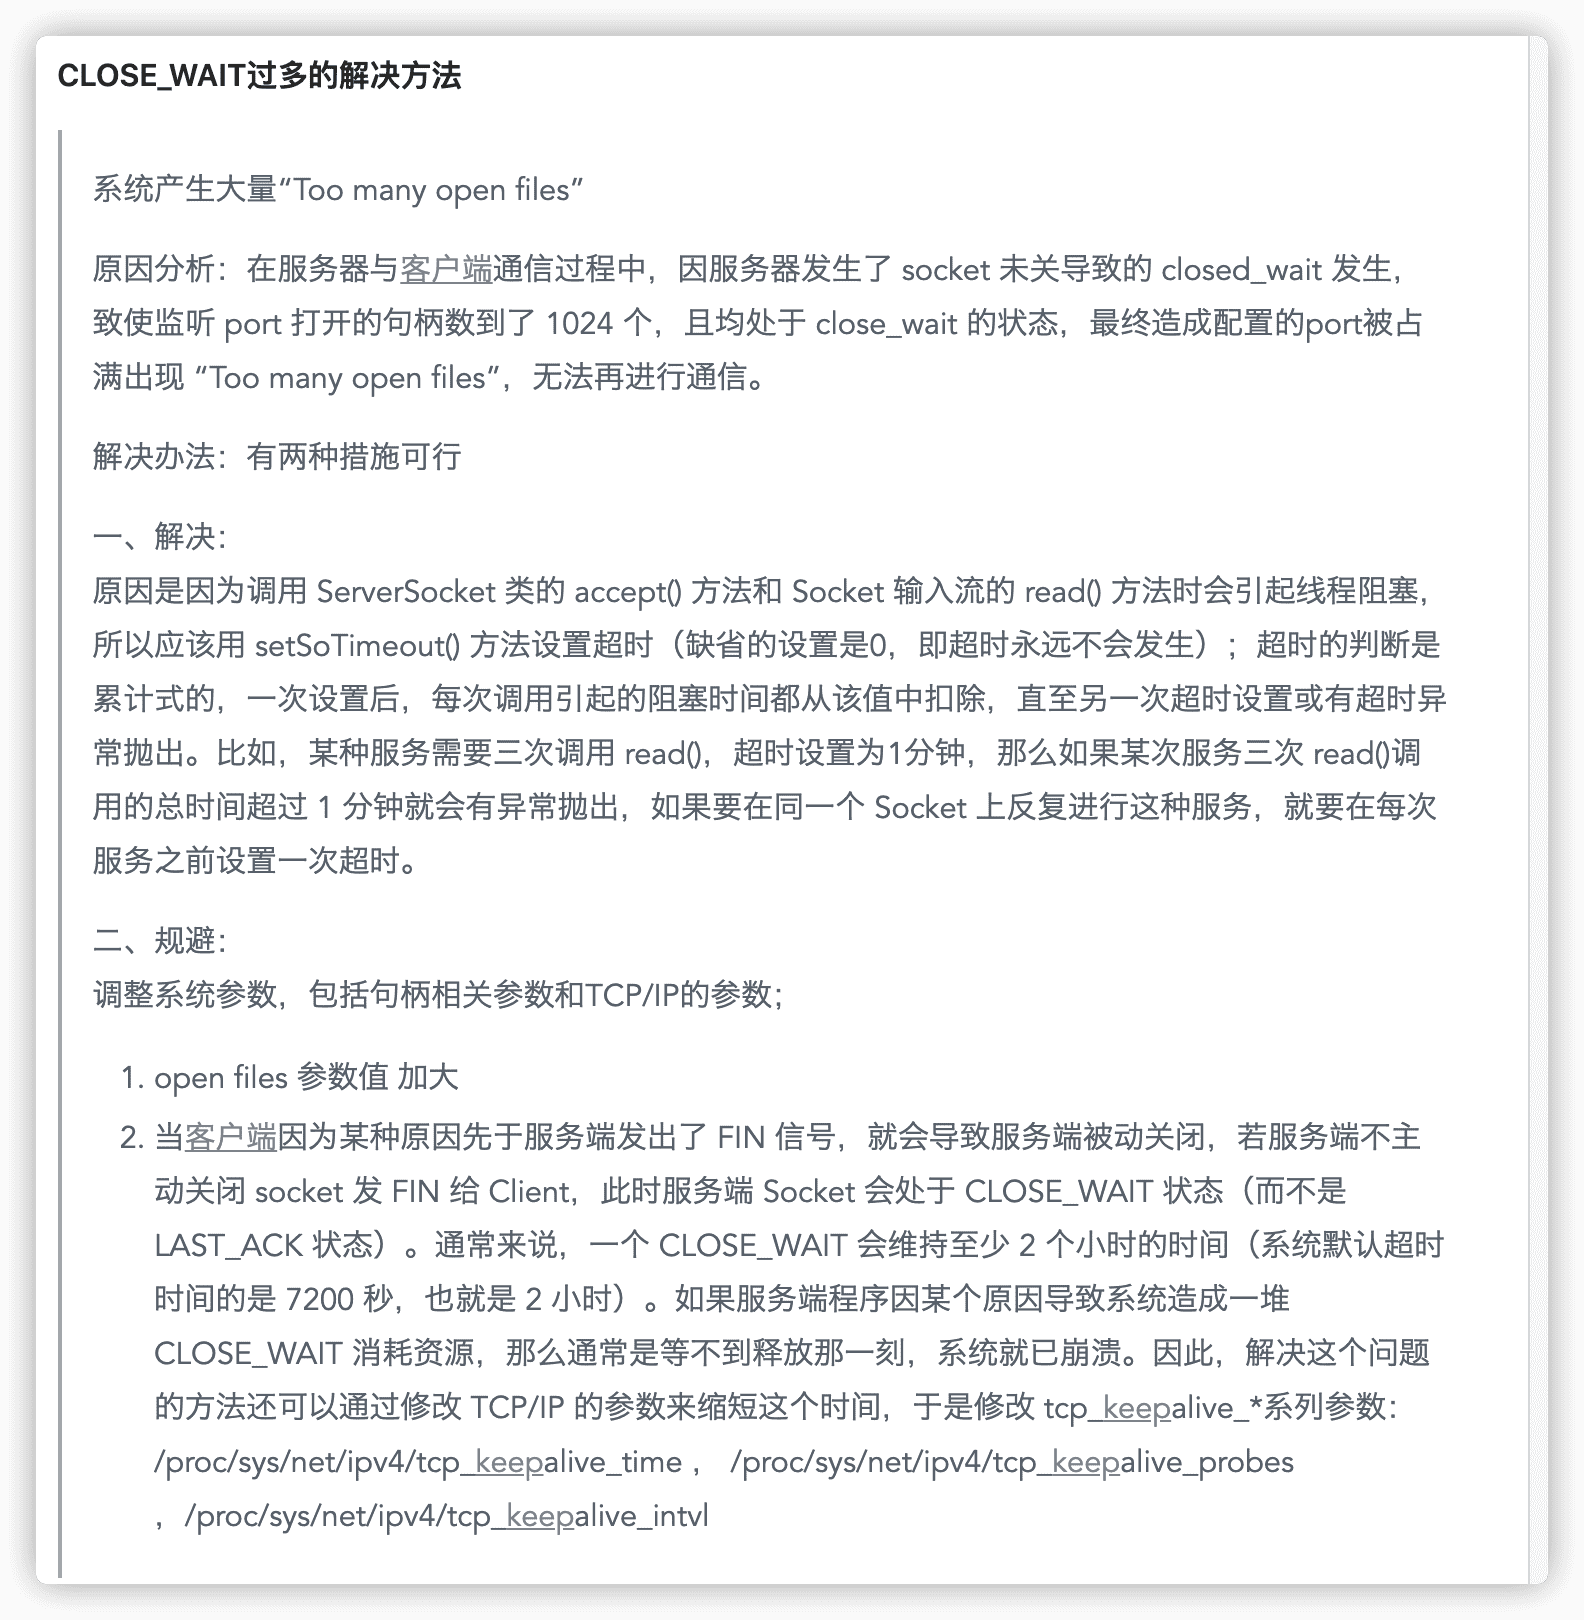 CLOSE_WAIT过多的解决方法
系统产生大量“Too many open files”
原因分析：在服务器与客户端通信过程中，因服务器发生了 socket 未关导致的 closed_wait 发生，
致使监听 port 打开的句柄数到了 1024 个，且均处于 close_wait 的状态，最终造成配置的port被占
满出现 “Too many open files”，无法再进行通信。
解决办法：有两种措施可行
一、解决：
原因是因为调用 ServerSocket 类的 accept() 方法和 Socket 输入流的 read() 方法时会引起线程阻塞，
所以应该用 setSoTimeout() 方法设置超时（缺省的设置是0，即超时永远不会发生）；超时的判断是
累计式的，一次设置后，每次调用引起的阻塞时间都从该值中扣除，直至另一次超时设置或有超时异
常抛出。比如，某种服务需要三次调用 read()，超时设置为1分钟，那么如果某次服务三次 read()调
用的总时间超过 1 分钟就会有异常抛出，如果要在同一个 Socket 上反复进行这种服务，就要在每次
服务之前设置一次超时。
二、规避：
调整系统参数，包括句柄相关参数和TCP/IP的参数；
1. open files 参数值 加大
2. 当客户端因为某种原因先于服务端发出了 FIN 信号，就会导致服务端被动关闭，若服务端不主
动关闭 socket 发 FIN 给 Client，此时服务端 Socket 会处于 CLOSE_WAIT 状态（而不是
LAST_ACK 状态）。通常来说，一个 CLOSE_WAIT 会维持至少 2 个小时的时间（系统默认超时
时间的是 7200 秒，也就是 2 小时）。如果服务端程序因某个原因导致系统造成一堆
CLOSE_WAIT 消耗资源，那么通常是等不到释放那一刻，系统就已崩溃。因此，解决这个问题
的方法还可以通过修改 TCP/IP 的参数来缩短这个时间，于是修改 tcp_keepalive_*系列参数：
/proc/sys/net/ipv4/tcp_keepalive_time ， /proc/sys/net/ipv4/tcp_keepalive_probes
，/proc/sys/net/ipv4/tcp_keepalive_intvl